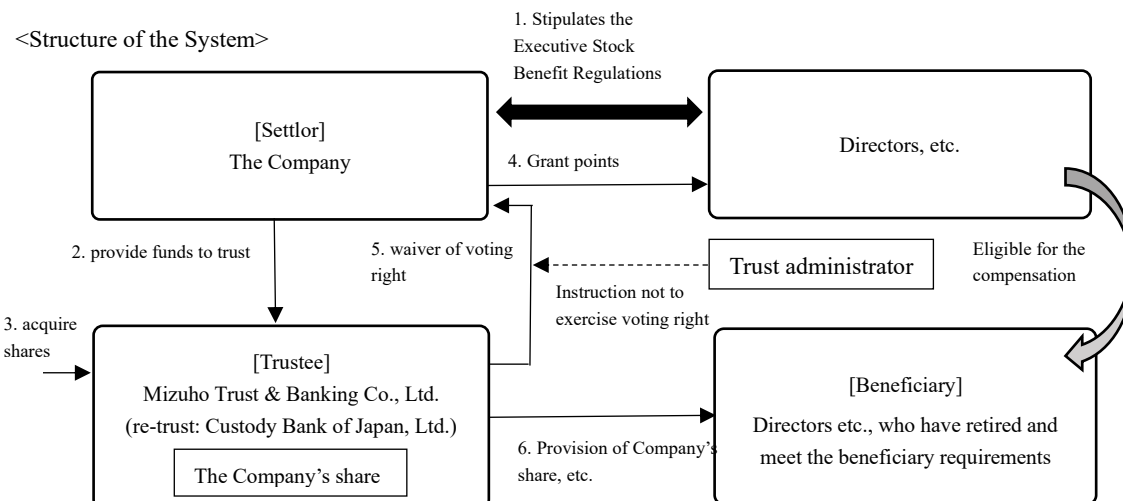 <Structure of the System>
1. Stipulates the
Executive Stock
Benefit Regulations
[Settlor]
The Company
Directors, etc.
4. Grant points
2. provide funds to trust
5. waiver of voting
right
Trust administrator
Eligible for the
compensation
Instruction not to
exercise voting right
3. acquire
shares
[Trustee]
Mizuho Trust & Banking Co., Ltd.
(re-trust: Custody Bank of Japan, Ltd.)
The Company's share
6. Provision of Company's
share, etc.
[Beneficiary]
Directors etc., who have retired and
meet the beneficiary requirements